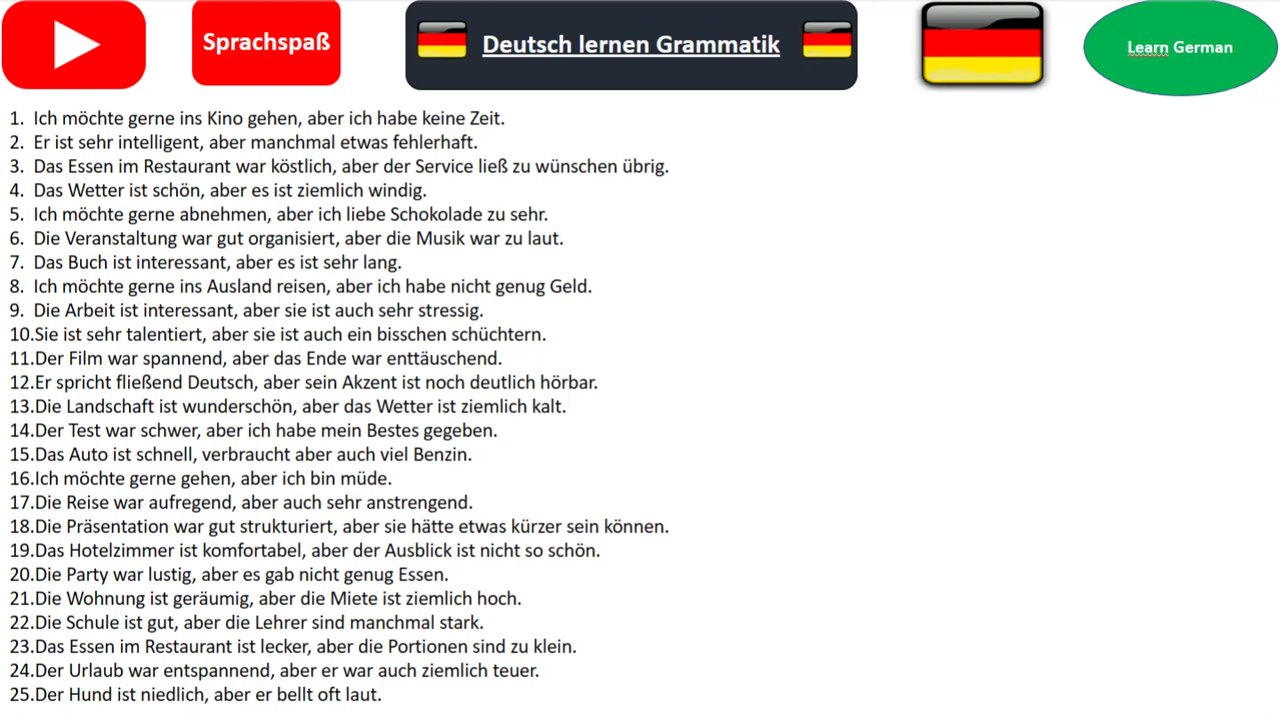 Sprachspaß
Deutsch lernen Grammatik
Learn German
1. Ich möchte gerne ins Kino gehen, aber ich habe keine Zeit.
2. Er ist sehr intelligent, aber manchmal etwas fehlerhaft.
3. Das Essen im Restaurant war köstlich, aber der Service ließ zu wünschen übrig.
4. Das Wetter ist schön, aber es ist ziemlich windig.
5. Ich möchte gerne abnehmen, aber ich liebe Schokolade zu sehr.
6. Die Veranstaltung war gut organisiert, aber die Musik war zu laut.
7. Das Buch ist interessant, aber es ist sehr lang.
8. Ich möchte gerne ins Ausland reisen, aber ich habe nicht genug Geld.
9. Die Arbeit ist interessant, aber sie ist auch sehr stressig.
10.Sie ist sehr talentiert, aber sie ist auch ein bisschen schüchtern.
11.Der Film war spannend, aber das Ende war enttäuschend.
12.Er spricht fließend Deutsch, aber sein Akzent ist noch deutlich hörbar.
13.Die Landschaft ist wunderschön, aber das Wetter ist ziemlich kalt.
14.Der Test war schwer, aber ich habe mein Bestes gegeben.
15.Das Auto ist schnell, verbraucht aber auch viel Benzin.
16.Ich möchte gerne gehen, aber ich bin müde.
17.Die Reise war aufregend, aber auch sehr anstrengend.
18.Die Präsentation war gut strukturiert, aber sie hätte etwas kürzer sein können.
19.Das Hotelzimmer ist komfortabel, aber der Ausblick ist nicht so schön.
20.Die Party war lustig, aber es gab nicht genug Essen.
21.Die Wohnung ist geräumig, aber die Miete ist ziemlich hoch.
22.Die Schule ist gut, aber die Lehrer sind manchmal stark.
23.Das Essen im Restaurant ist lecker, aber die Portionen sind zu klein.
24.Der Urlaub war entspannend, aber er war auch ziemlich teuer.
25.Der Hund ist niedlich, aber er bellt oft laut.